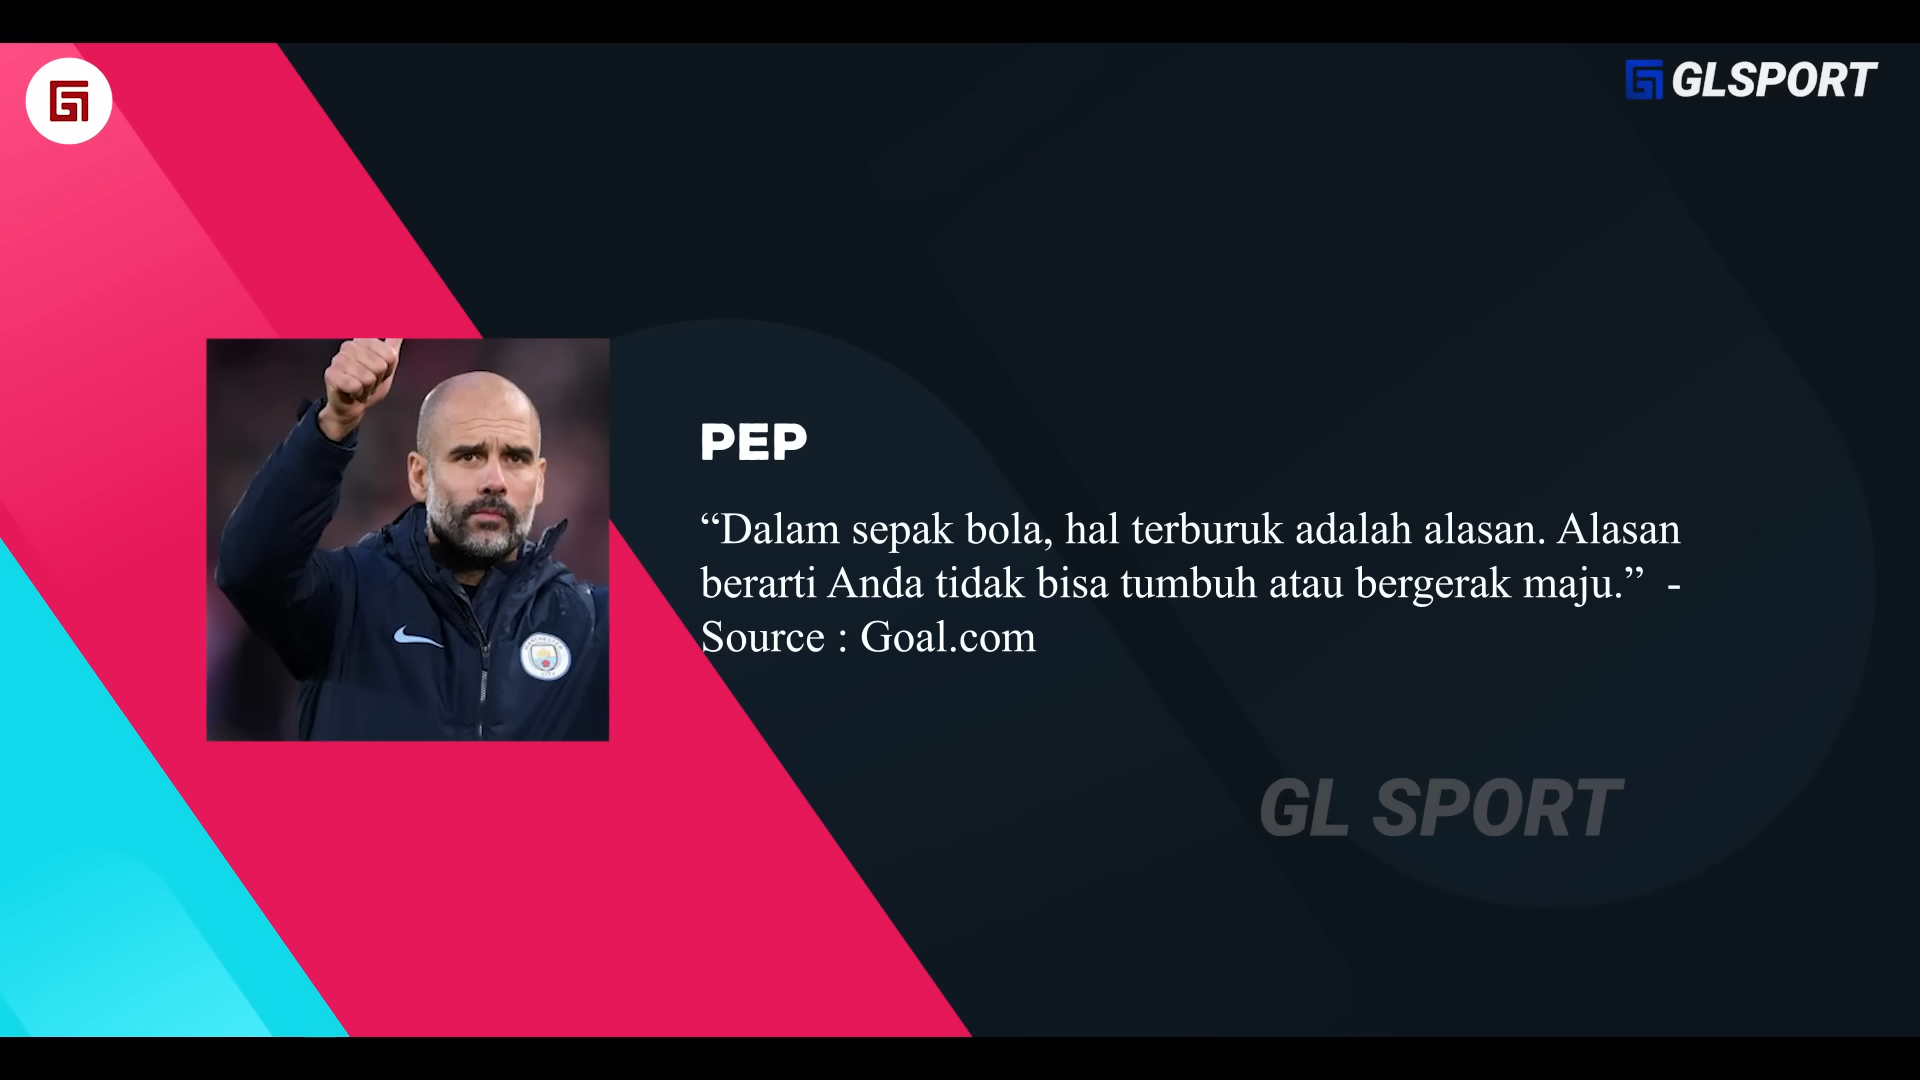 GLSPORT
PEP
“Dalam sepak bola, hal terburuk adalah alasan. Alasan
berarti Anda tidak bisa tumbuh atau bergerak maju.” -
Source : Goal.com
GL SPORT